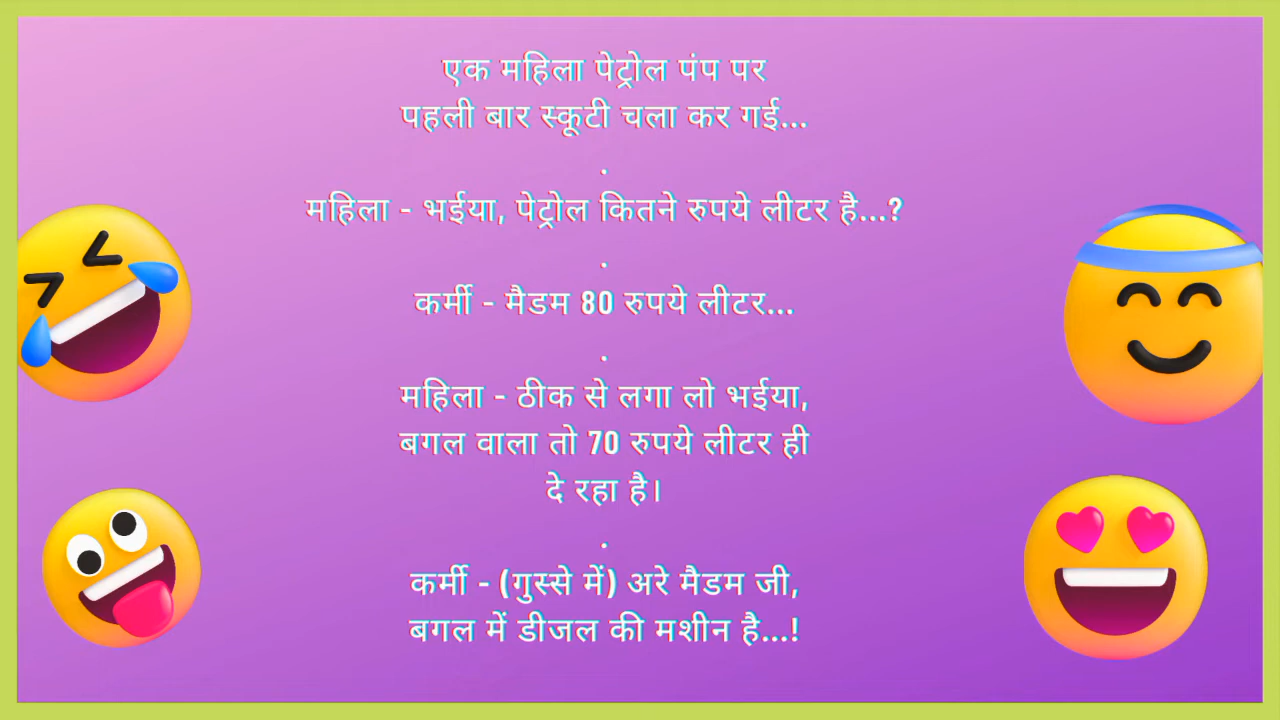 एक महिला पेट्रोल पंप पर
पहली बार स्कूटी चला कर गई...
.
महिला - भईया, पेट्रोल कितने रुपये लीटर है...?
.
कर्मी - मैडम 80 रुपये लीटर...
.
महिला - ठीक से लगा लो भईया,
बगल वाला तो 70 रुपये लीटर ही
दे रहा है।
.
कर्मी - (गुस्से में) अरे मैडम जी,
बगल में डीजल की मशीन है...!